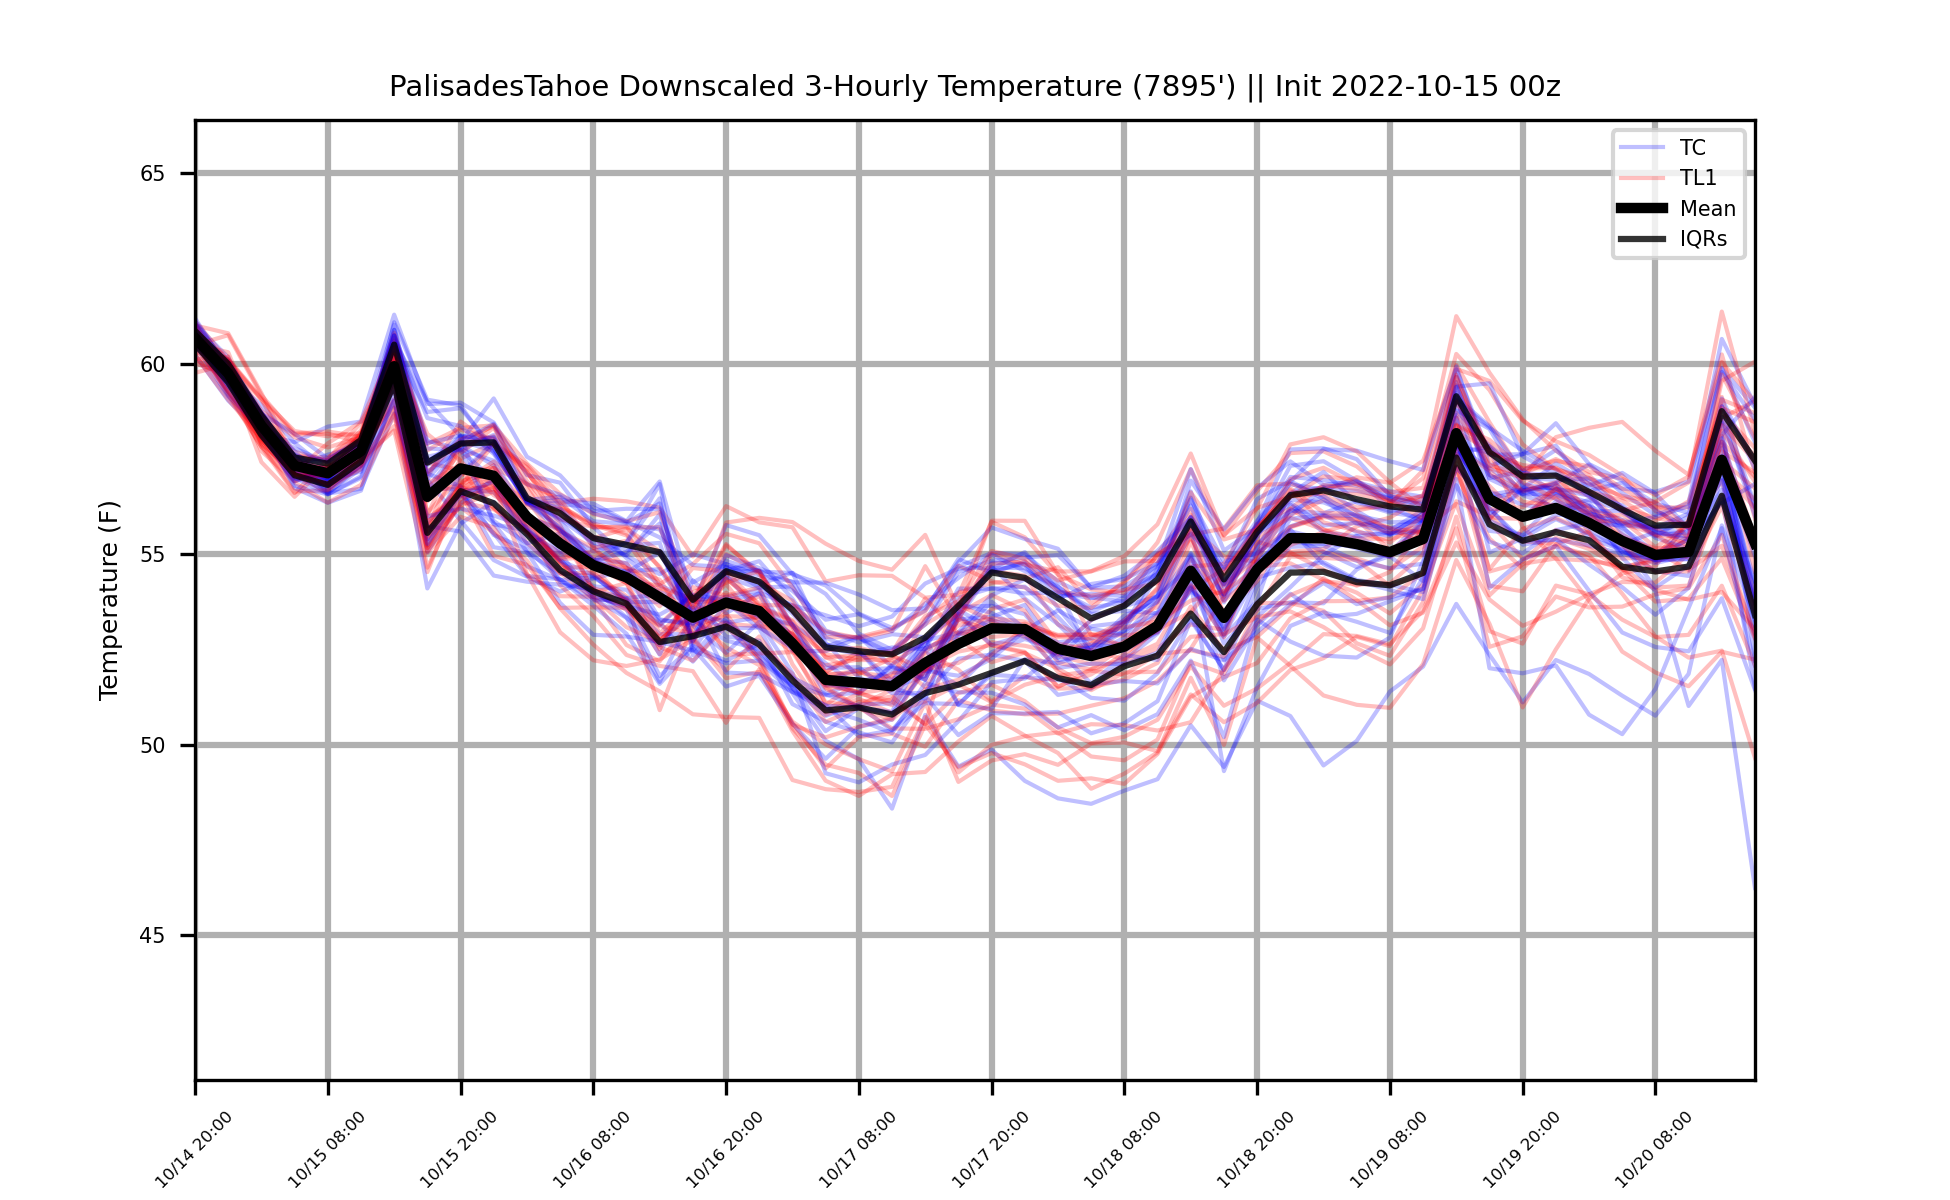 PalisadesTahoe Downscaled 3-Hourly Temperature (7895') || Init 2022-10-15 00z
TC
TL1
Mean
IQRs
Temperature (F)
65
60
55
50
45
10/14 20:00
10/15 08:00
10/15 20:00
10/16 08:00
10/16 20:00
10/17 08:00
10/17 20:00
10/18 08:00
10/18 20:00
10/19 08:00
10/19 20:00
10/20 08:00